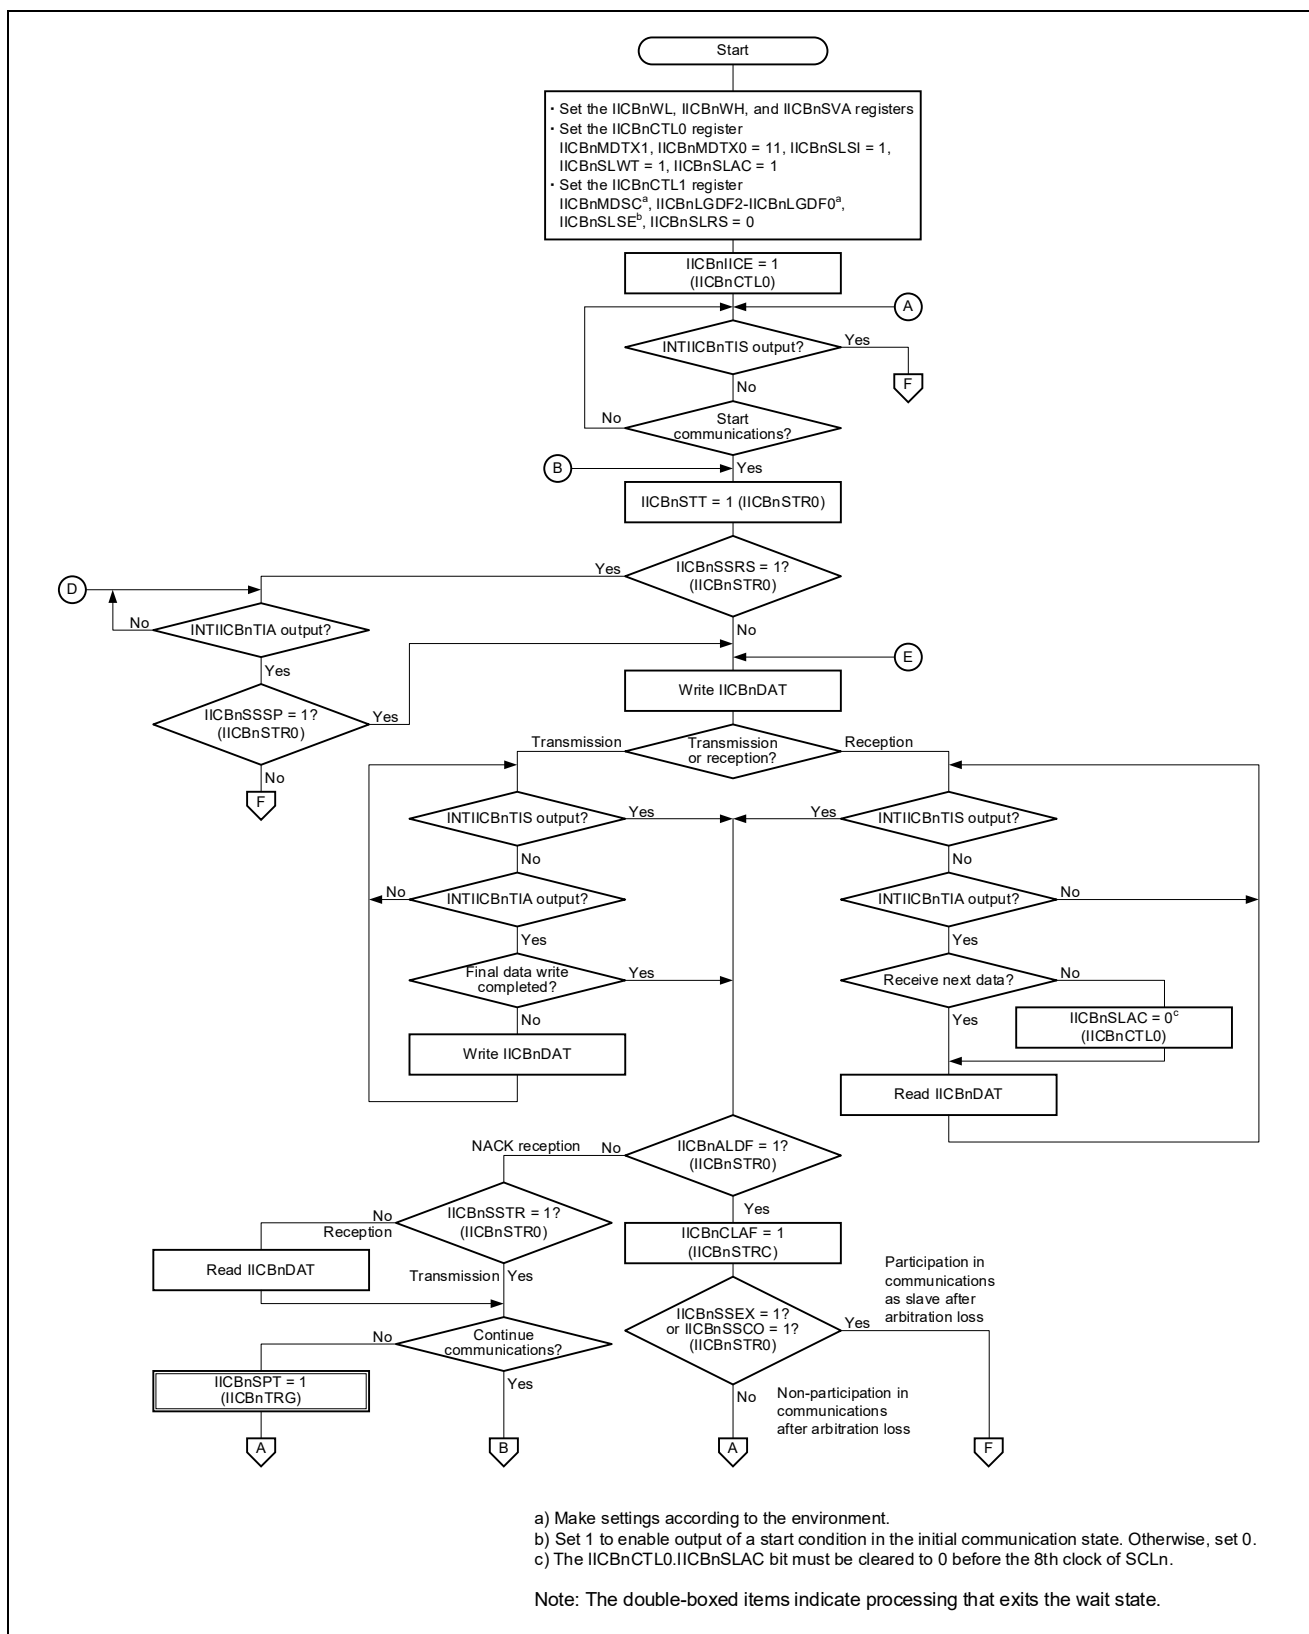 Start
· Set the IICBnWL, IICBnWH, and IICBnSVA registers
· Set the IICBnCTL0 register
IICBnMDTX1, IICBnMDTX0 = 11, IICBnSLSI = 1,
IICBnSLWT = 1, IICBnSLAC = 1
· Set the IICBnCTL1 register
IICBnMDSCa, IICBnLGDF2-IICBnLGDF0a,
IICBnSLSEb, IICBnSLRS = 0
IICBnIICE = 1
(IICBnCTL0)
A
INTIICBnTIS output?
Yes
F
No
No
Start
communications?
B
Yes
IICBnSTT = 1 (IICBnSTR0)
Yes
IICBnSSRS = 1?
(IICBnSTR0)
D
No
INTIICBnTIA output?
No
Yes
E
Write IICBnDAT
IICBnSSSP = 1?
(IICBnSTR0)
Yes
No
F
Transmission
Transmission
or reception?
Reception
INTIICBnTIS output?
Yes
Yes
INTIICBnTIS output?
No
No
No
INTIICBnTIA output?
INTIICBnTIA output?
No
Yes
Yes
Final data write
completed?
Yes
Receive next data?
No
No
Yes
IICBnSLAC = 0c
(IICBnCTL0)
Write IICBnDAT
Read IICBnDAT
NACK reception
No
IICBnALDF = 1?
(IICBnSTR0)
Yes
No
Reception
IICBnSSTR = 1?
(IICBnSTR0)
IICBnCLAF = 1
(IICBnSTRC)
Read IICBnDAT
Transmission
Yes
Participation in
communications
as slave after
arbitration loss
IICBnSSEX = 1?
or IICBnSSCO = 1?
(IICBnSTR0)
Yes
No
Continue
communications?
IICBnSPT = 1
(IICBnTRG)
Yes
No
Non-participation in
communications
after arbitration loss
A
B
A
F
a) Make settings according to the environment.
b) Set 1 to enable output of a start condition in the initial communication state. Otherwise, set 0.
c) The IICBnCTL0.IICBnSLAC bit must be cleared to 0 before the 8th clock of SCLn.
Note: The double-boxed items indicate processing that exits the wait state.